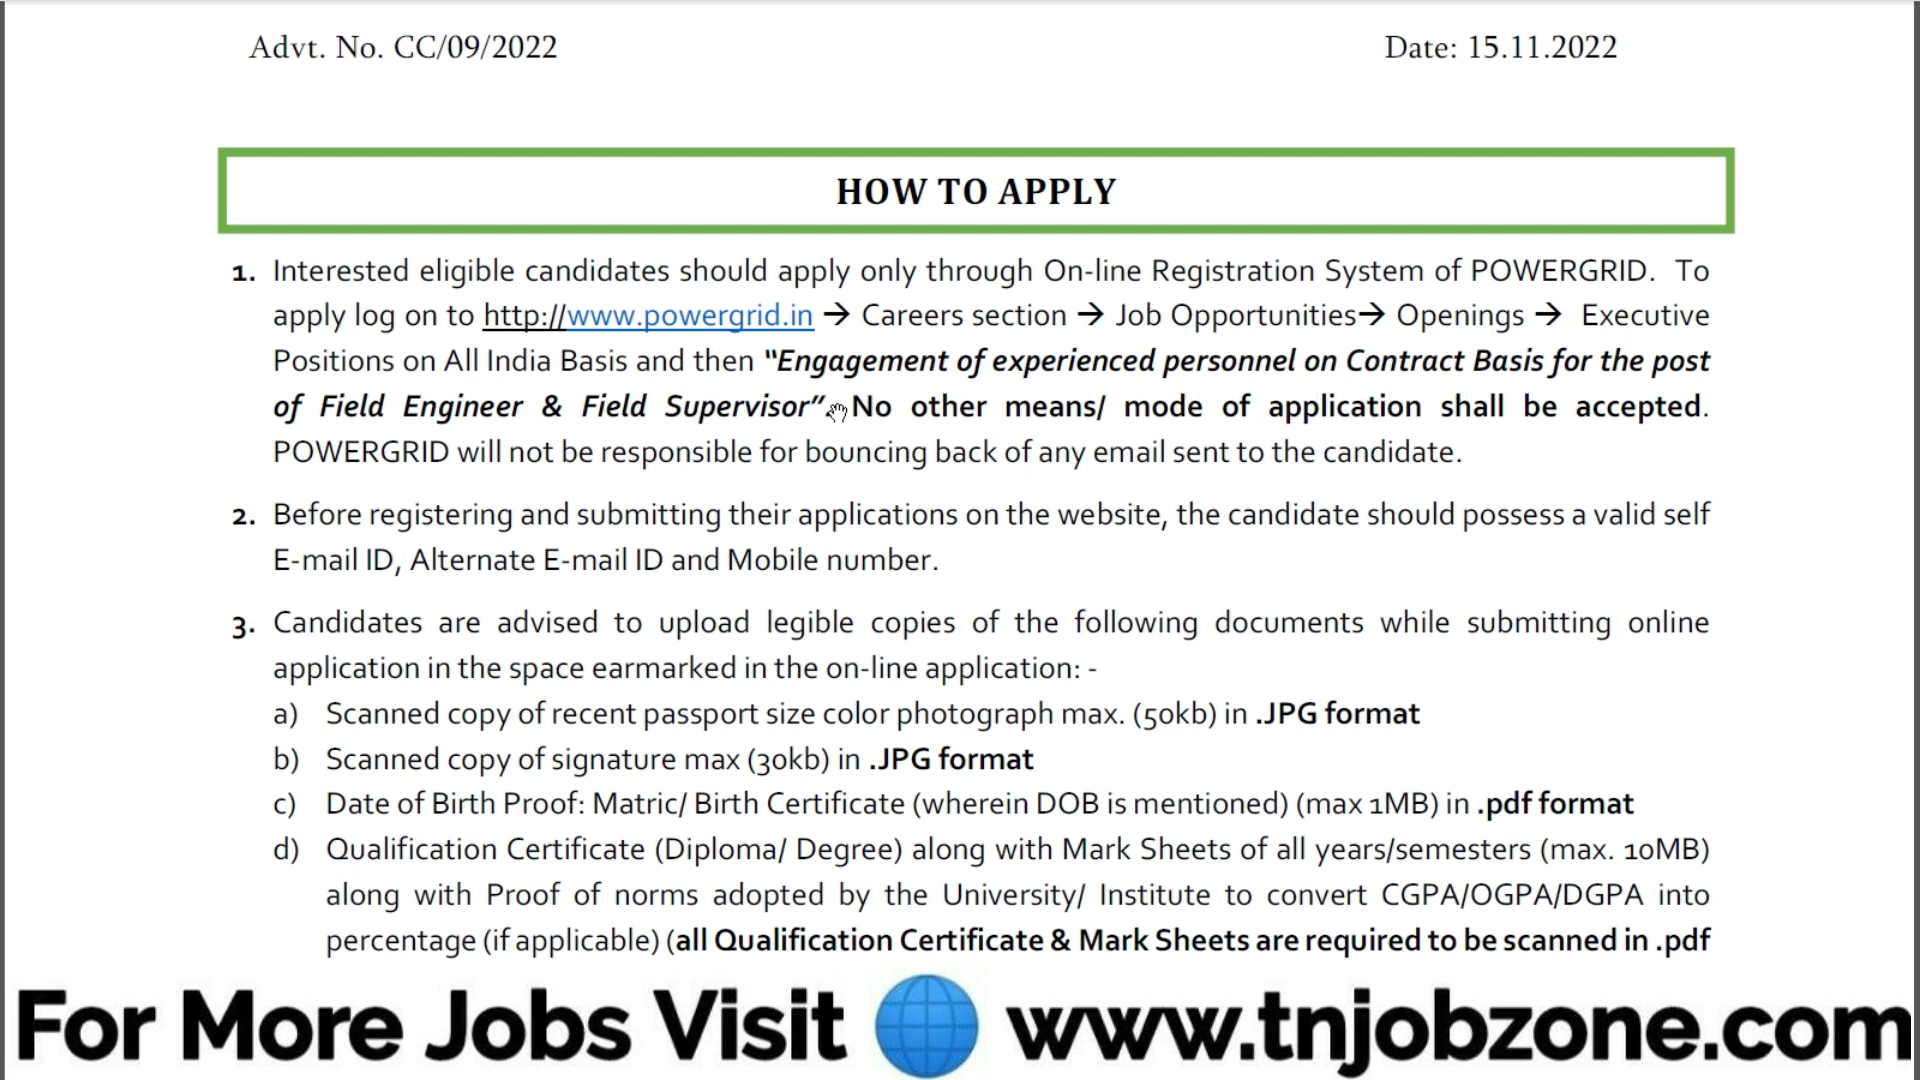 Advt. No. CC/09/2022 Date: 15.11.2022
HOW TO APPLY
1. Interested eligible candidates should apply only through On-line Registration System of POWERGRID. To
apply log on to http://www.powergrid.in → Careers section → Job Opportunities→ Openings → Executive
Positions on All India Basis and then “Engagement of experienced personnel on Contract Basis for the post
of Field Engineer & Field Supervisor”. No other means/ mode of application shall be accepted.
POWERGRID will not be responsible for bouncing back of any email sent to the candidate.
2. Before registering and submitting their applications on the website, the candidate should possess a valid self
E-mail ID, Alternate E-mail ID and Mobile number.
3. Candidates are advised to upload legible copies of the following documents while submitting online
application in the space earmarked in the on-line application: -
a) Scanned copy of recent passport size color photograph max. (50kb) in .JPG format
b) Scanned copy of signature max (30kb) in .JPG format
c) Date of Birth Proof: Matric/ Birth Certificate (wherein DOB is mentioned) (max 1MB) in .pdf format
d) Qualification Certificate (Diploma/ Degree) along with Mark Sheets of all years/semesters (max. 10MB)
along with Proof of norms adopted by the University/ Institute to convert CGPA/OGPA/DGPA into
percentage (if applicable) (all Qualification Certificate & Mark Sheets are required to be scanned in .pdf
For More Jobs Visit www.tnjobzone.com